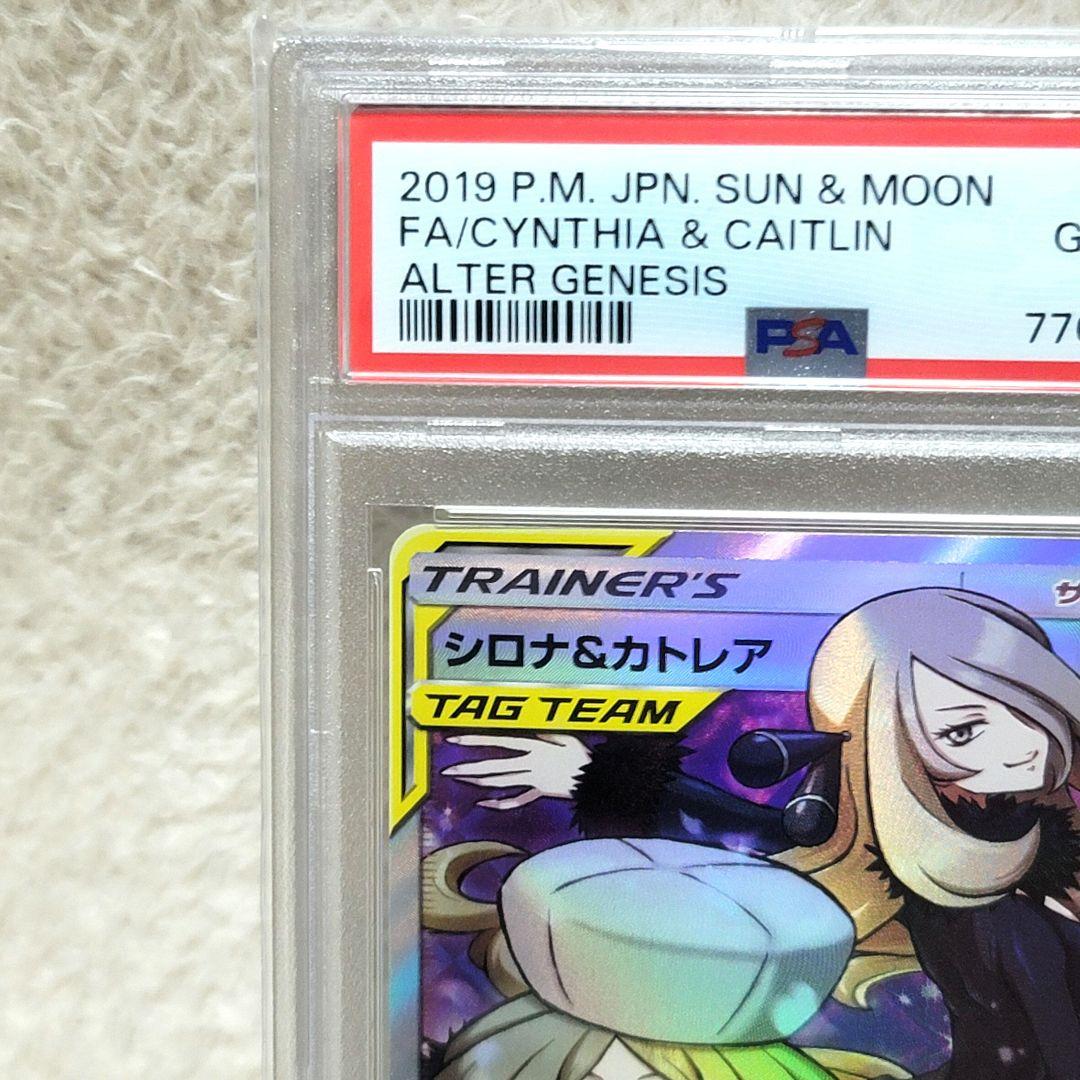 2019 P.M. JPN. SUN & MOON
FA/CYNTHIA & CAITLIN
ALTER GENESIS
PSA
TRAINER'S
シロナ&カトレア
TAG TEAM